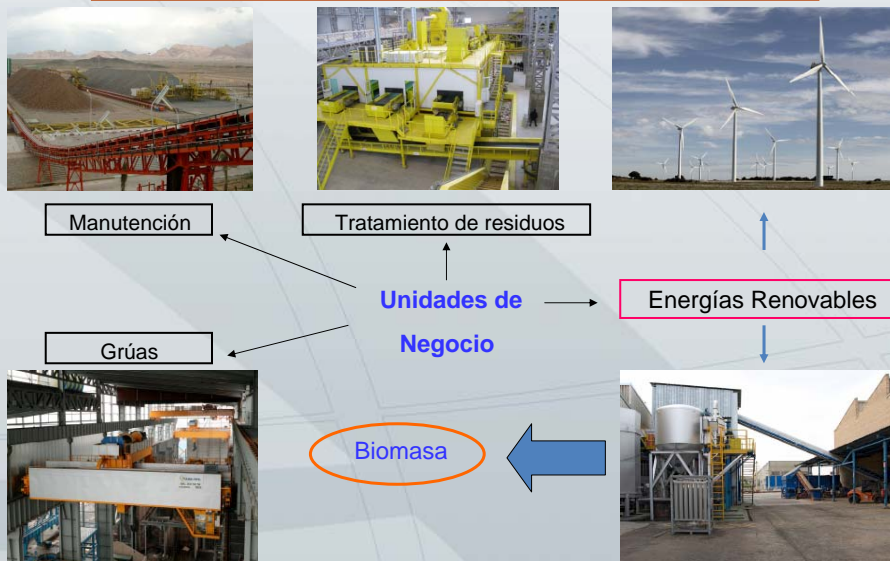 Manutención
Tratamiento de residuos
Unidades de
Negocio
Energías Renovables
Grúas
Biomasa